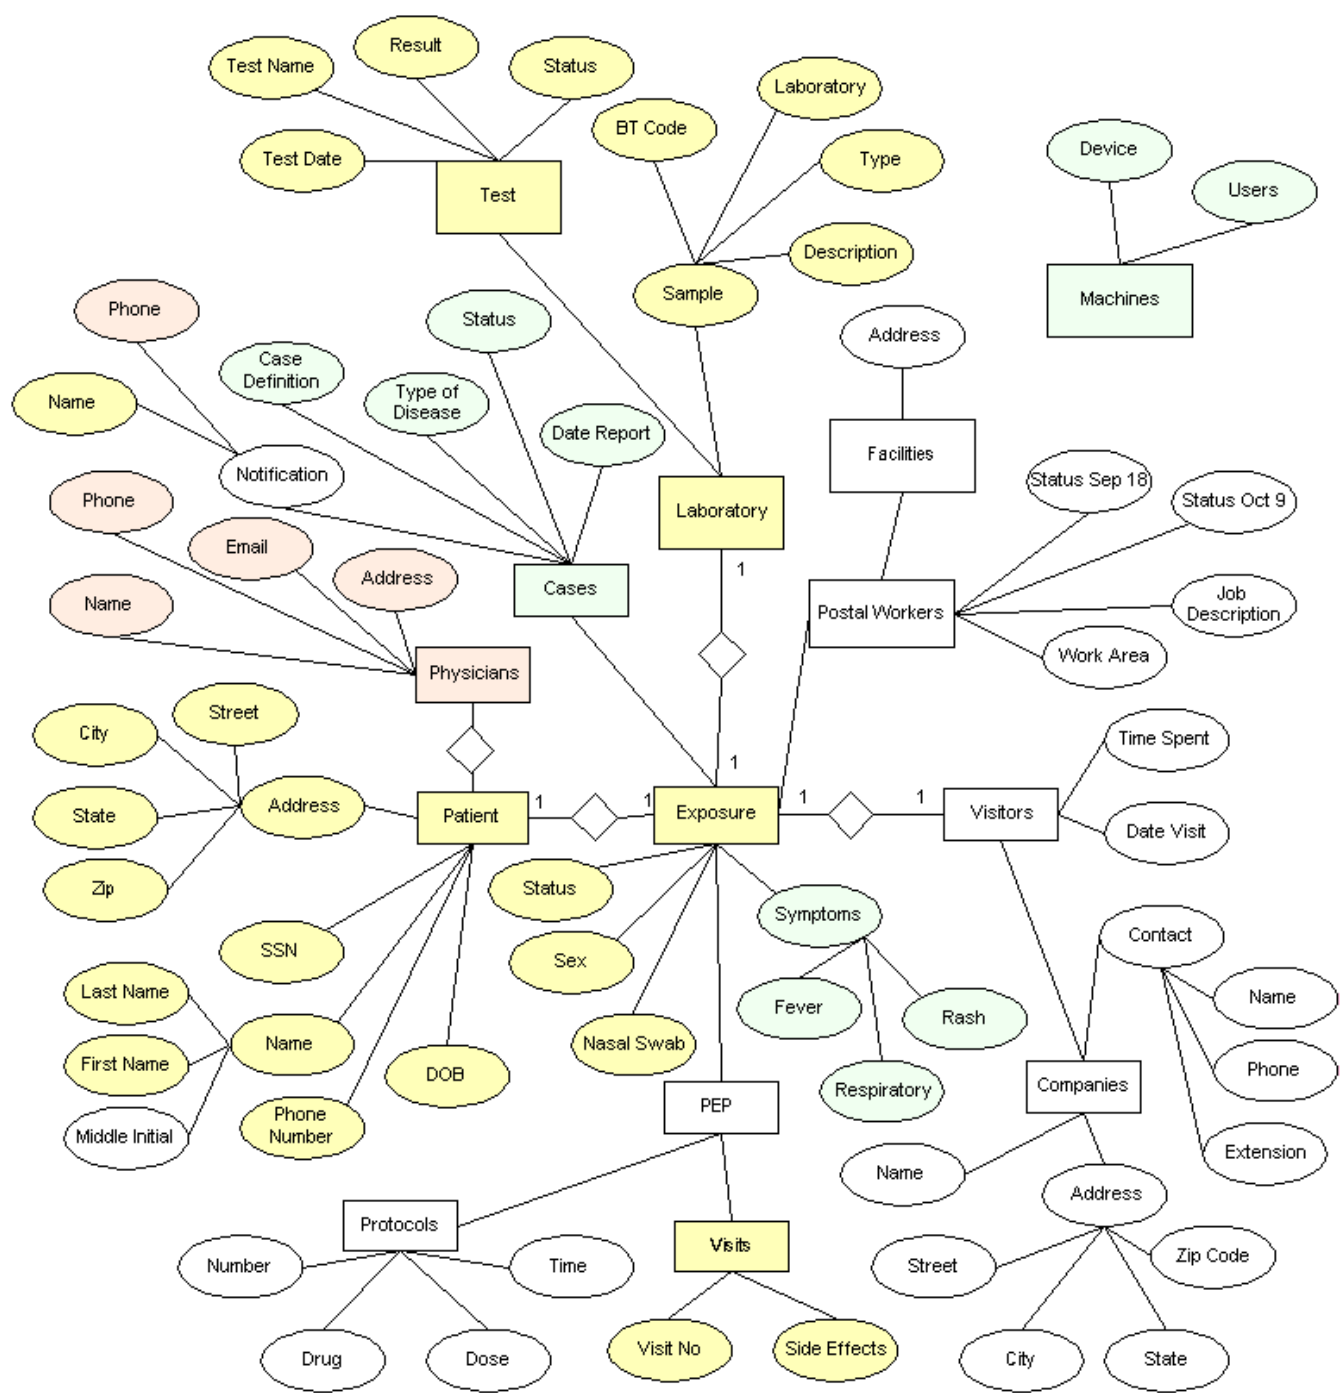 Result
Test Name
Status
Laboratory
BT Code
Test Date
Type
Device
Users
Test
Description
Sample
Machines
Phone
Status
Address
Case
Definition
Type of
Disease
Name
Date Report
Facilities
Notification
Status Sep 18
Status Oct 9
Phone
Laboratory
Email
1
Address
Cases
Name
Postal Workers
Job
Description
Work Area
Physicians
Street
City
Time Spent
1
Address
State
Patient
1
1
Exposure
1
1
Visitors
Date Visit
Zip
Status
Symptoms
Contact
SSN
Sex
Last Name
Name
Fever
Rash
First Name
Name
Nasal Swab
DOB
Phone
Respiratory
Companies
PEP
Phone
Number
Middle Initial
Extension
Name
Address
Protocols
Visits
Number
Time
Street
Zip Code
Visit No
Side Effects
Drug
Dose
City
State